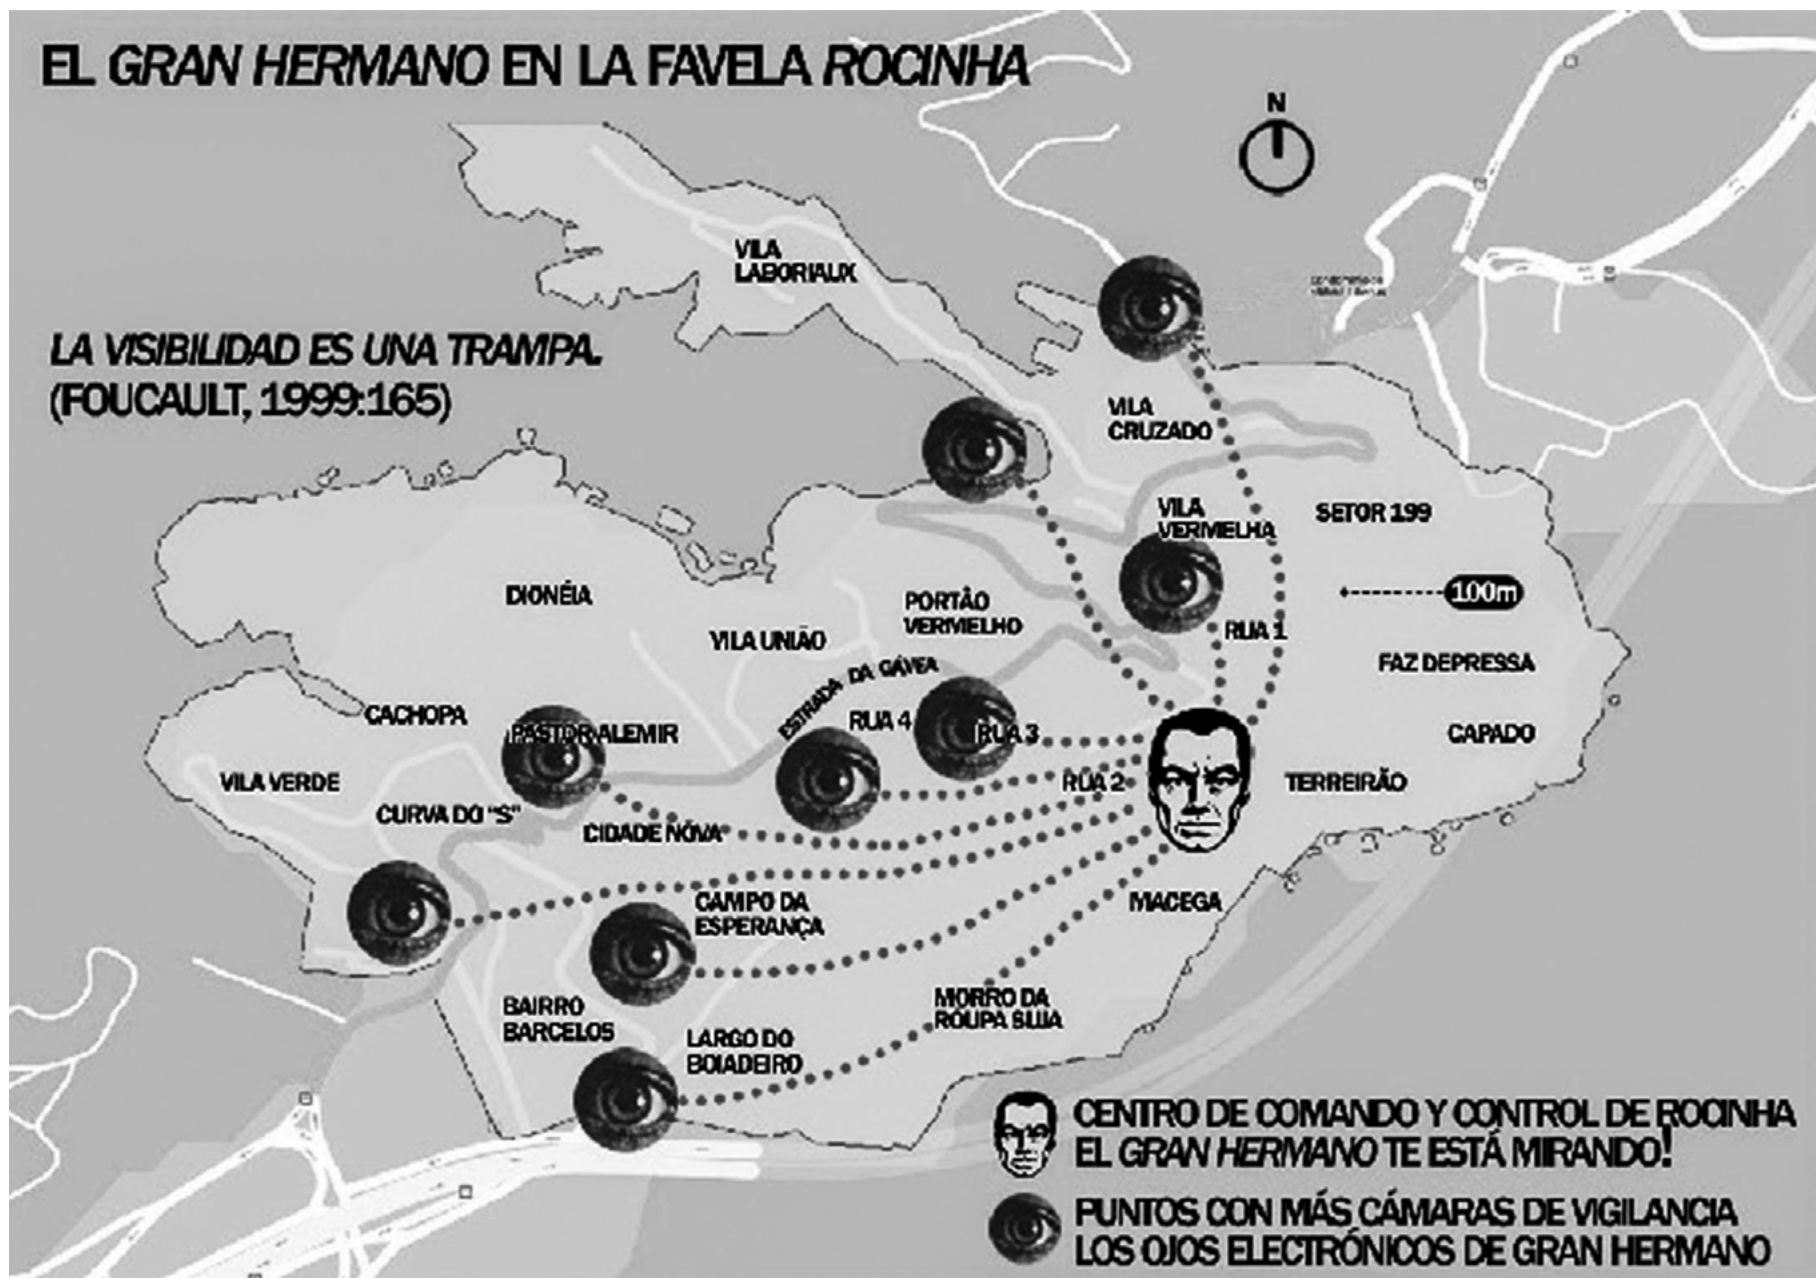 EL GRAN HERMANO EN LA FAVELA ROCINHA
N
VILA
LABORIAUX
LA VISIBILIDAD ES UNA TRAMPA.
(FOUCAULT, 1999:165)
VILA
CRUZADO
VILA
VERMELHA
SETOR 199
100m
DIONÉIA
PORTÃO
VERMELHO
VILA UNIÃO
RUA 1
FAZ DEPRESSA
ESTRADA DA GÁVEA
CACHOPA
PASTOR ALEMIR
RUA 4
RUA 3
CAPADO
VILA VERDE
RUA 2
TERREIRÃO
CURVA DO "S"
CIDADE NOVA
CAMPO DA
ESPERANÇA
MACEGA
BAIRRO
BARCELOS
MORRO DA
ROUPA SUJA
LARGO DO
BOIADEIRO
CENTRO DE COMANDO Y CONTROL DE ROCINHA
EL GRAN HERMANO TE ESTÁ MIRANDO!
PUNTOS CON MÁS CÁMARAS DE VIGILANCIA
LOS OJOS ELECTRÓNICOS DE GRAN HERMANO